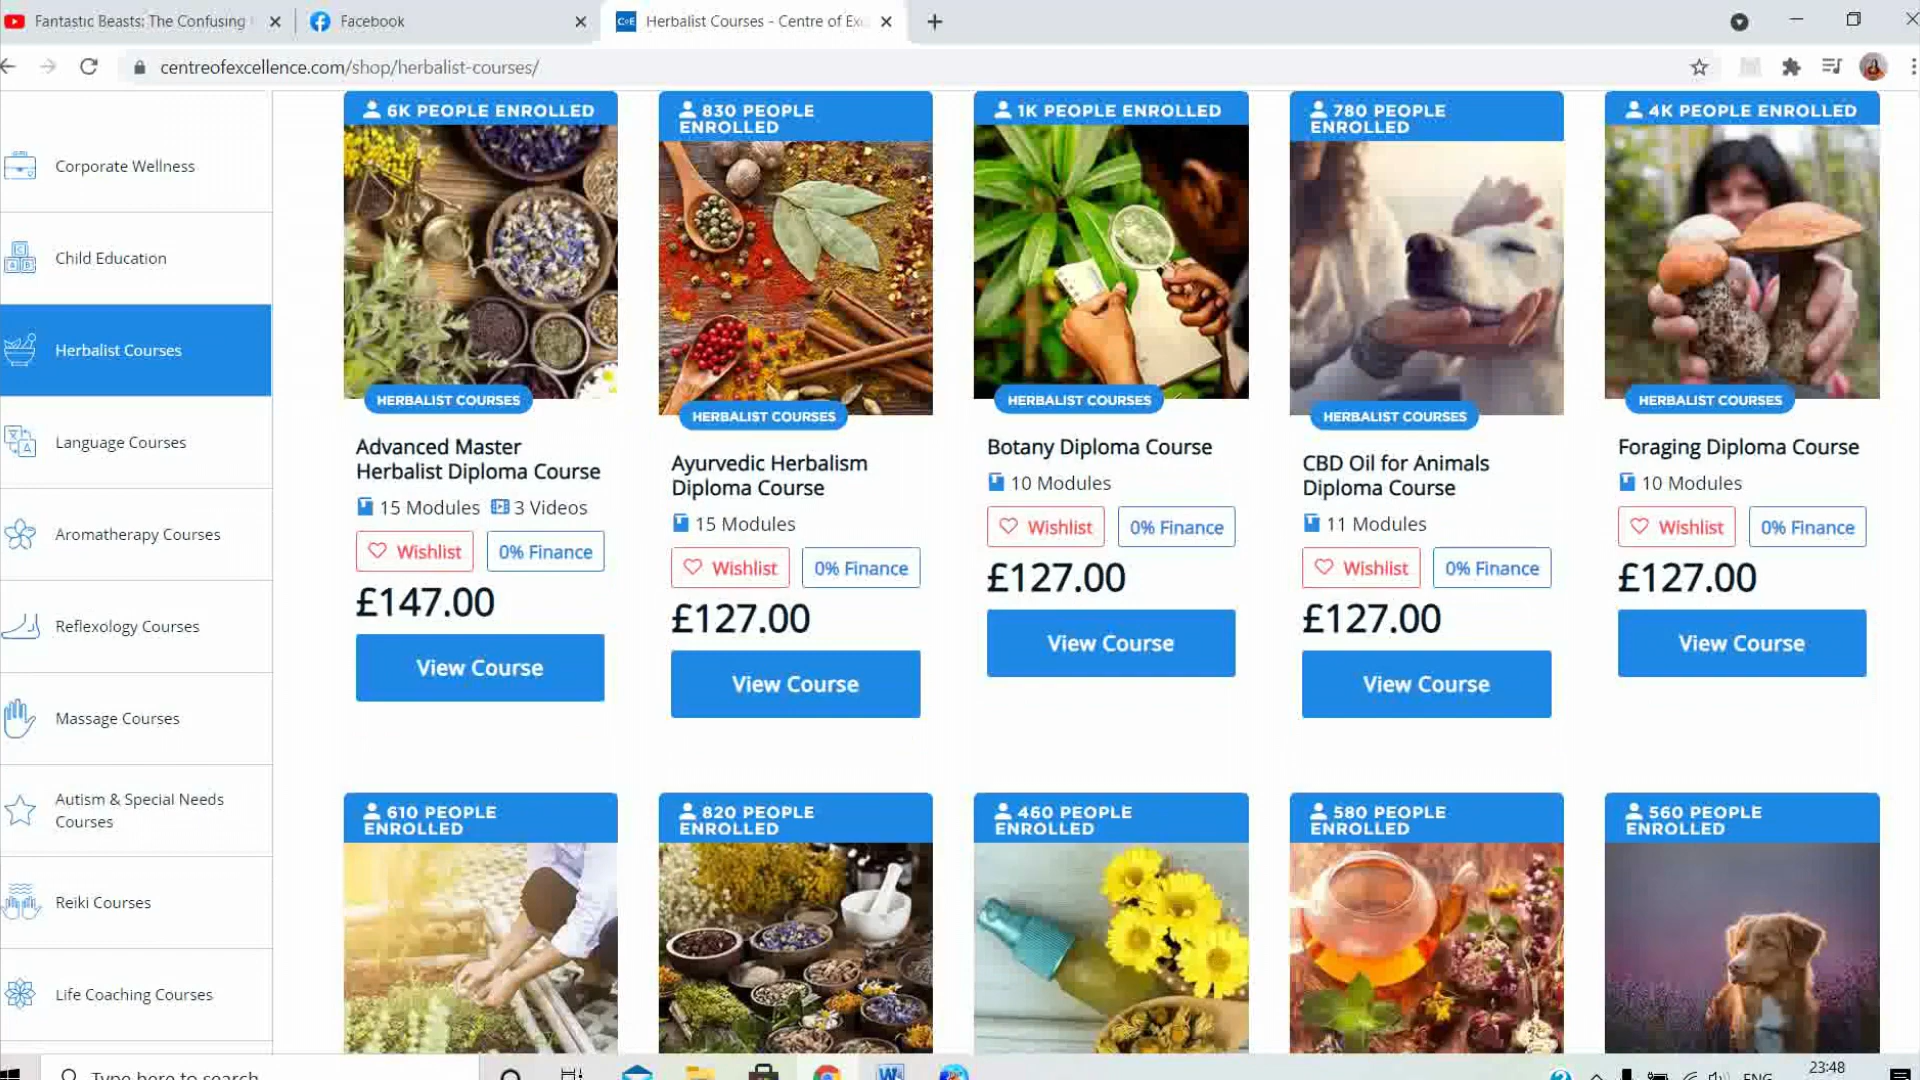 Fantastic Beasts: The Confusing
Facebook
Herbalist Courses - Centre of Exc
centreofexcellence.com/shop/herbalist-courses/
Corporate Wellness
Child Education
Herbalist Courses
Language Courses
Aromatherapy Courses
Reflexology Courses
Massage Courses
Autism & Special Needs
Courses
Reiki Courses
Life Coaching Courses
6K PEOPLE ENROLLED
HERBALIST COURSES
Advanced Master
Herbalist Diploma Course
15 Modules 3 Videos
Wishlist 0% Finance
£147.00
View Course
830 PEOPLE
ENROLLED
HERBALIST COURSES
Ayurvedic Herbalism
Diploma Course
15 Modules
Wishlist 0% Finance
£127.00
View Course
1K PEOPLE ENROLLED
HERBALIST COURSES
Botany Diploma Course
10 Modules
Wishlist 0% Finance
£127.00
View Course
780 PEOPLE
ENROLLED
HERBALIST COURSES
CBD Oil for Animals
Diploma Course
11 Modules
Wishlist 0% Finance
£127.00
View Course
4K PEOPLE ENROLLED
HERBALIST COURSES
Foraging Diploma Course
10 Modules
Wishlist 0% Finance
£127.00
View Course
610 PEOPLE
ENROLLED
820 PEOPLE
ENROLLED
460 PEOPLE
ENROLLED
580 PEOPLE
ENROLLED
560 PEOPLE
ENROLLED
Type here to search
ENG
23:48